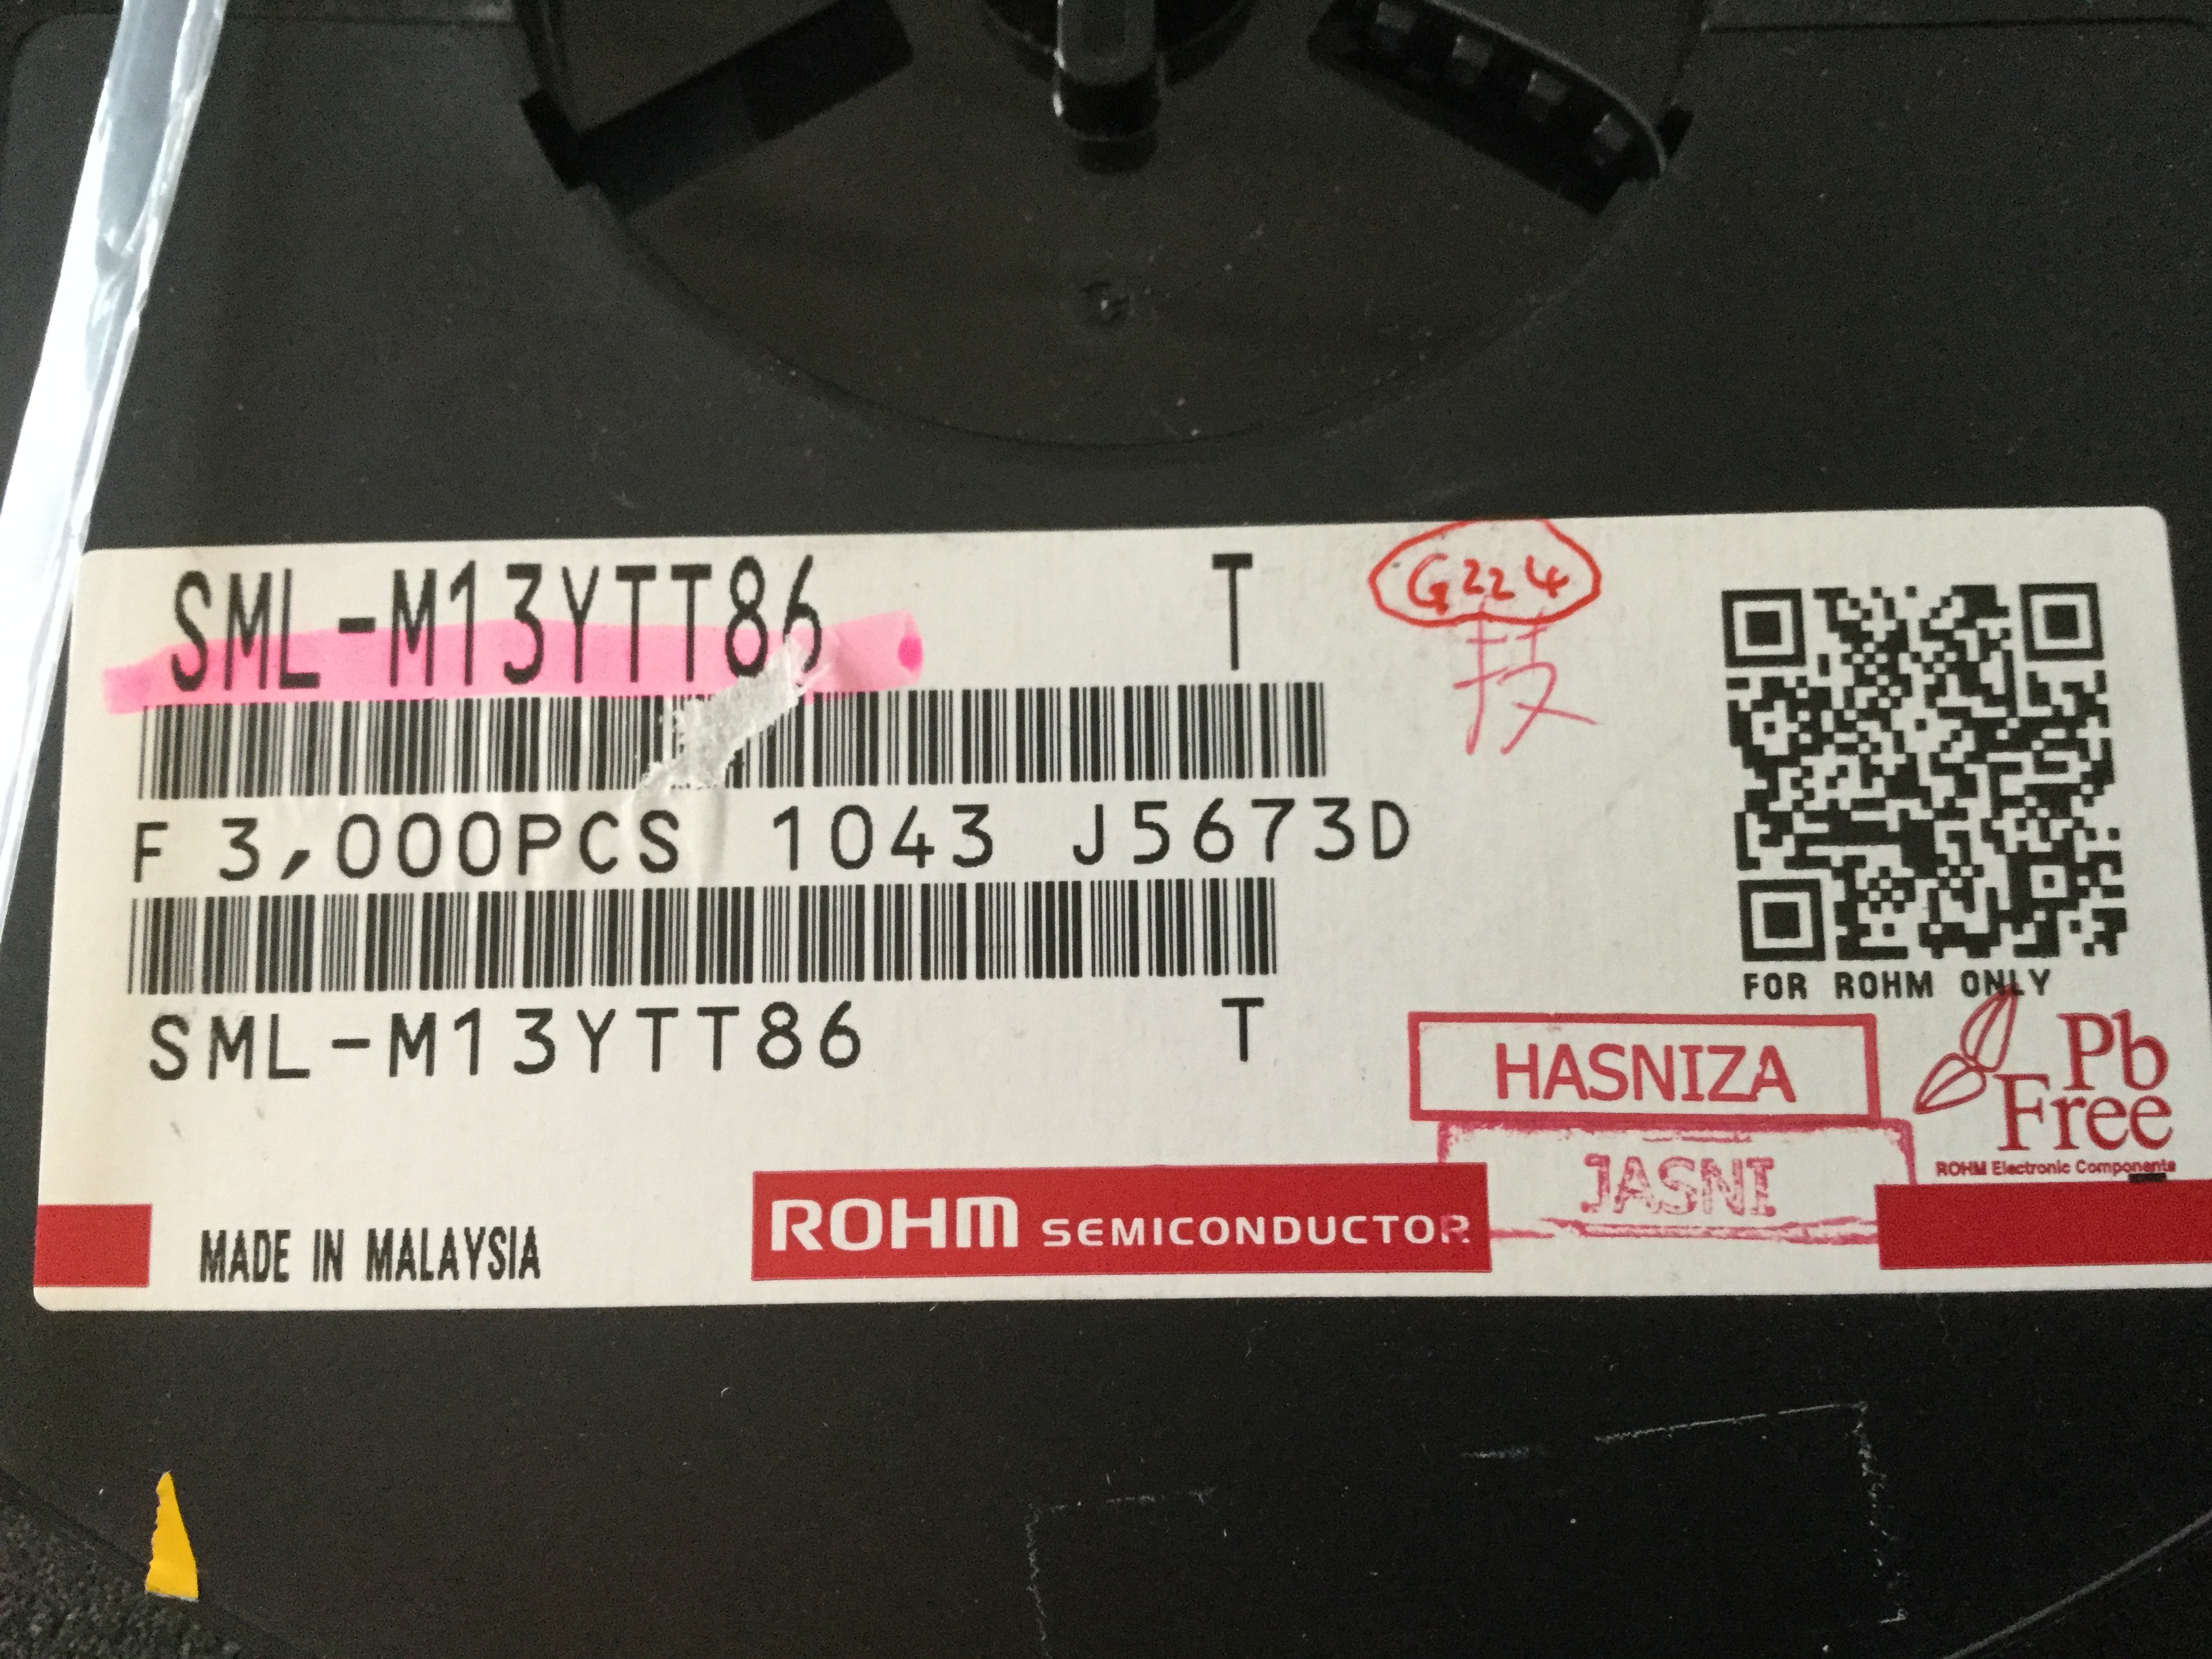 SML-M13YTT86 T
G224
技
F 3,000PCS 1043 J5673D
SML-M13YTT86 T
FOR ROHM ONLY
HASNIZA
JASNI
Pb
Free
ROHM Electronic Components
MADE IN MALAYSIA
ROHM SEMICONDUCTOR